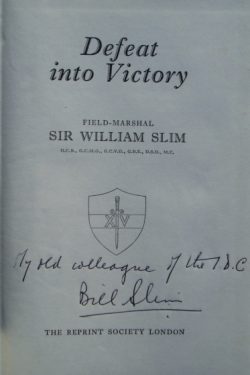 Defeat
into Victory
FIELD-MARSHAL
SIR WILLIAM SLIM
G.C.B., G.C.M.G., G.C.V.O., G.B.E., D.S.O., M.C.
XIV
My old colleague of the I.D.C
Bill Slim
THE REPRINT SOCIETY LONDON